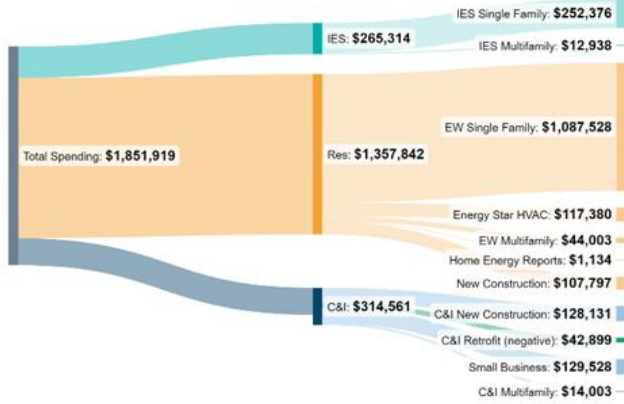 IES Single Family: $252,376
IES: $265,314
IES Multifamily: $12,938
EW Single Family: $1,087,528
Total Spending: $1,851,919
Res: $1,357,842
Energy Star HVAC: $117,380
EW Multifamily: $44,003
Home Energy Reports: $1,134
New Construction: $107,797
C&I: $314,561
C&I New Construction: $128,131
C&I Retrofit (negative): $42,899
Small Business: $129,528
C&I Multifamily: $14,003